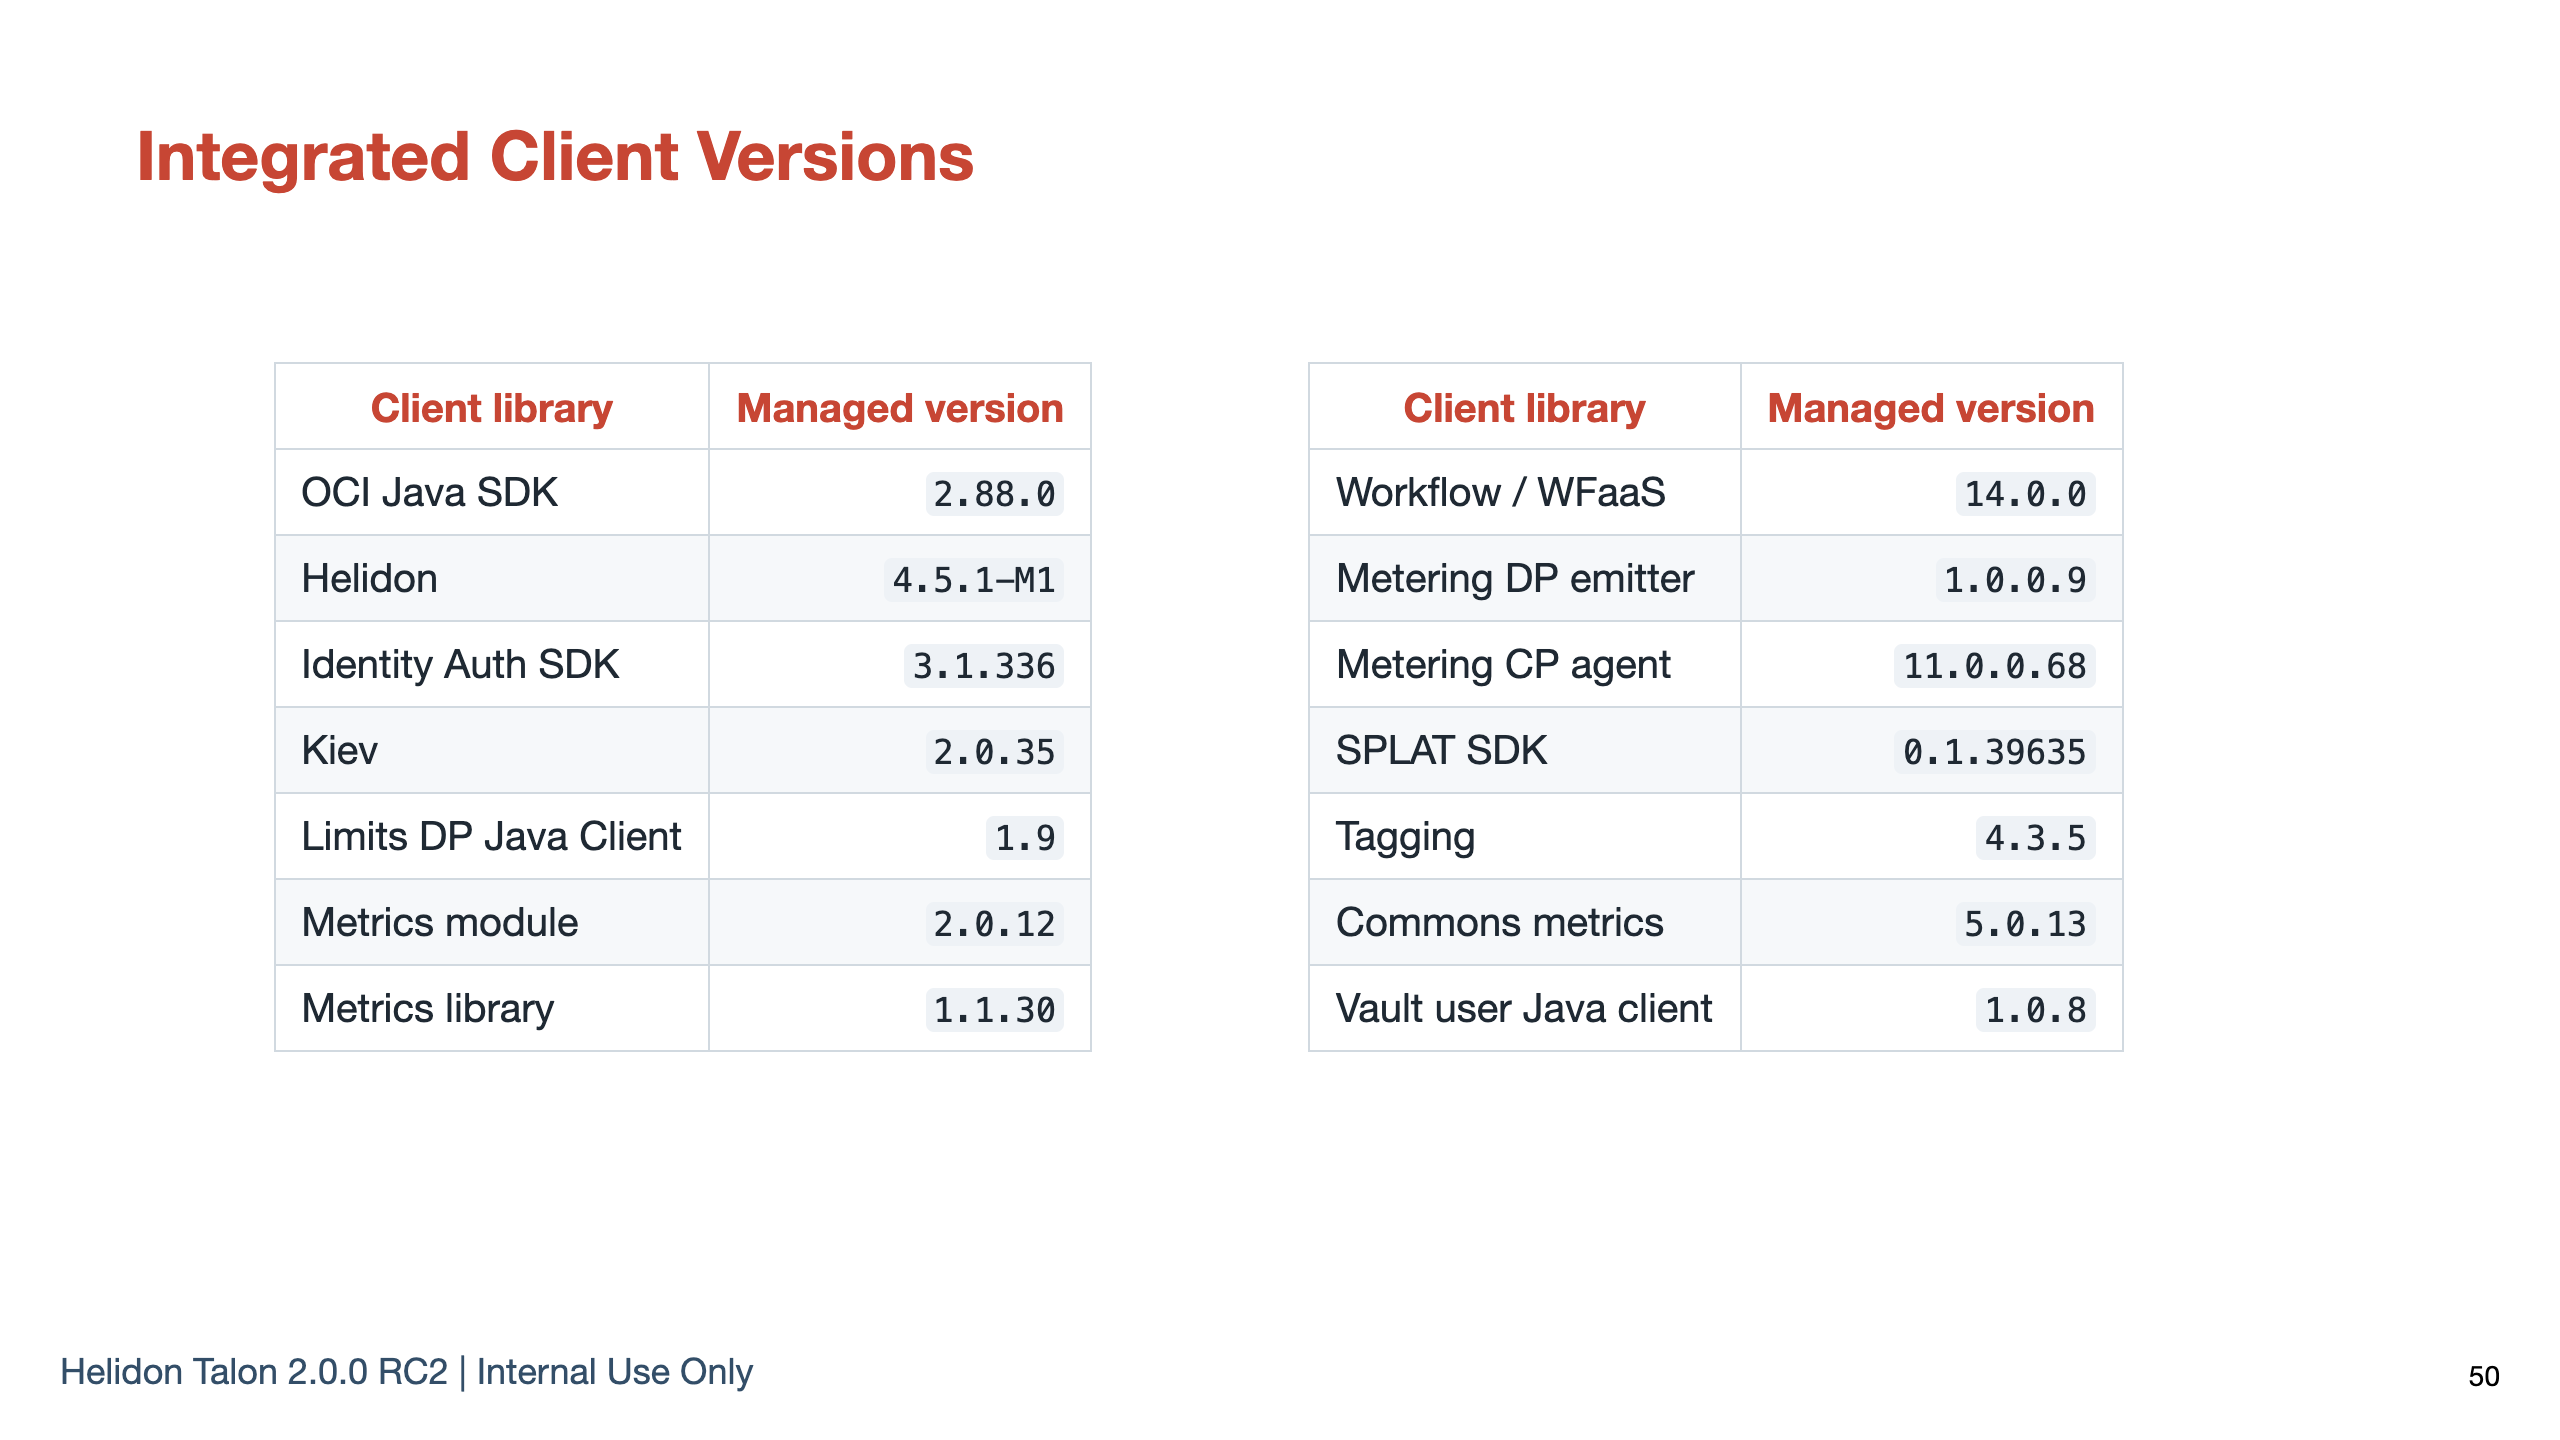 Integrated Client Versions
Client library Managed version
OCI Java SDK 2.88.0
Helidon 4.5.1-M1
Identity Auth SDK 3.1.336
Kiev 2.0.35
Limits DP Java Client 1.9
Metrics module 2.0.12
Metrics library 1.1.30
Client library Managed version
Workflow / WFaaS 14.0.0
Metering DP emitter 1.0.0.9
Metering CP agent 11.0.0.68
SPLAT SDK 0.1.39635
Tagging 4.3.5
Commons metrics 5.0.13
Vault user Java client 1.0.8
Helidon Talon 2.0.0 RC2 | Internal Use Only
50